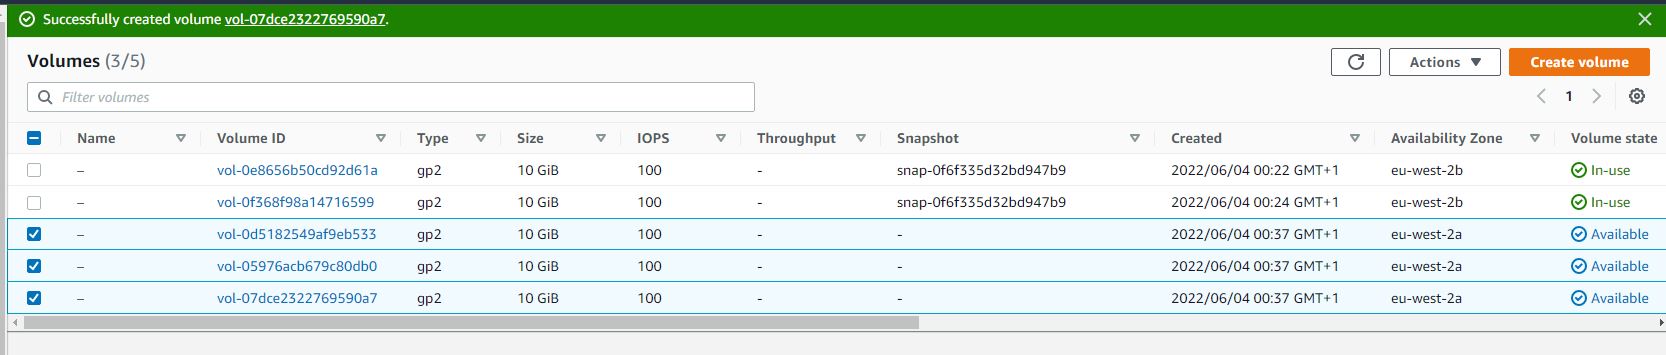 Successfully created volume vol-07dce2322769590a7.
Volumes (3/5)
Actions
Create volume
Filter volumes
1
Name Volume ID Type Size IOPS Throughput Snapshot Created Availability Zone Volume state
– vol-0e8656b50cd92d61a gp2 10 GiB 100 - snap-0f6f335d32bd947b9 2022/06/04 00:22 GMT+1 eu-west-2b In-use
– vol-0f368f98a14716599 gp2 10 GiB 100 - snap-0f6f335d32bd947b9 2022/06/04 00:24 GMT+1 eu-west-2b In-use
– vol-0d5182549af9eb533 gp2 10 GiB 100 - - 2022/06/04 00:37 GMT+1 eu-west-2a Available
– vol-05976acb679c80db0 gp2 10 GiB 100 - - 2022/06/04 00:37 GMT+1 eu-west-2a Available
– vol-07dce2322769590a7 gp2 10 GiB 100 - - 2022/06/04 00:37 GMT+1 eu-west-2a Available